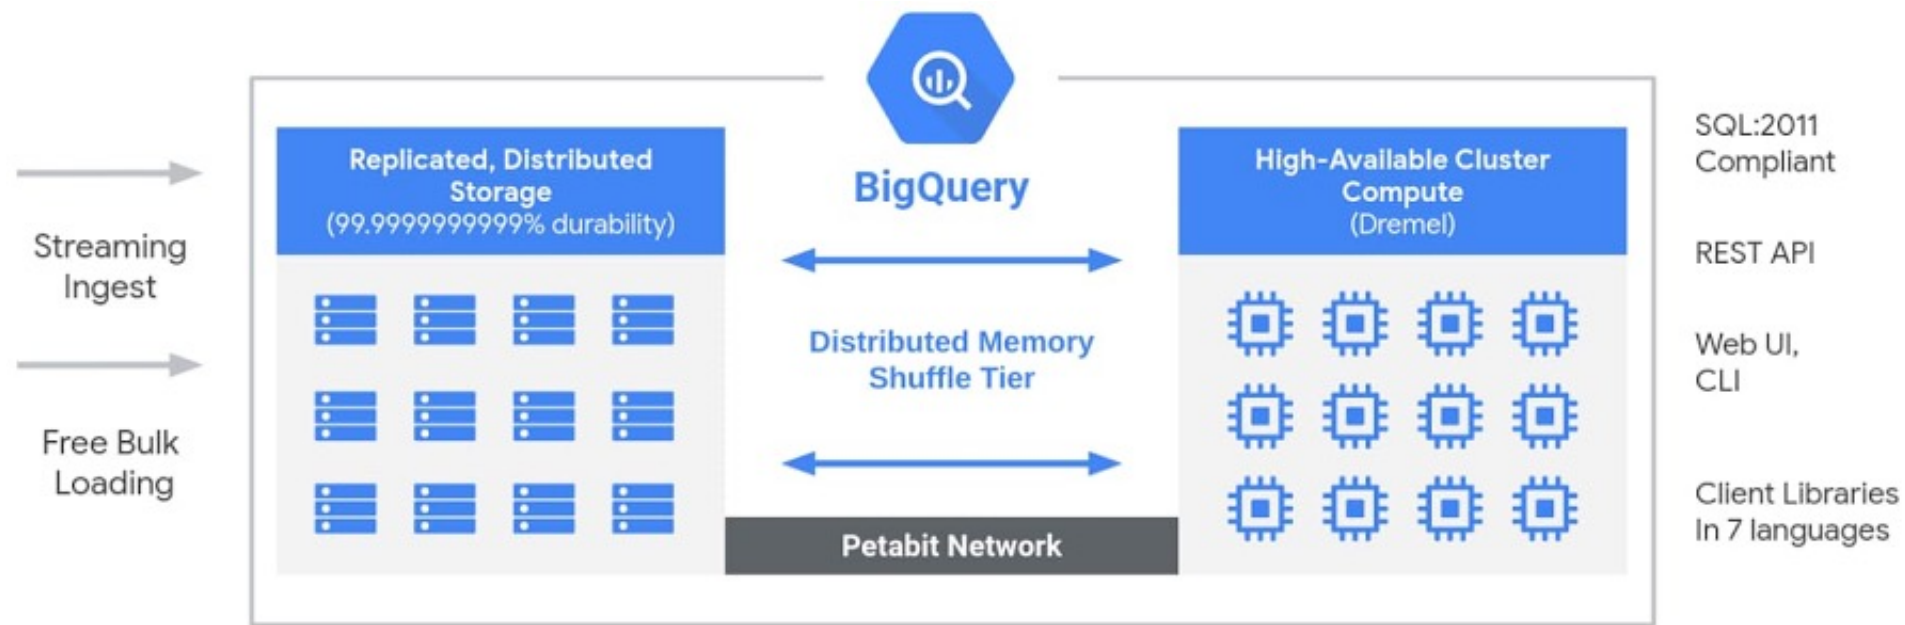 Streaming
Ingest
Free Bulk
Loading
Replicated, Distributed
Storage
(99.9999999999% durability)
BigQuery
Distributed Memory
Shuffle Tier
Petabit Network
High-Available Cluster
Compute
(Dremel)
SQL:2011
Compliant
REST API
Web UI,
CLI
Client Libraries
In 7 languages